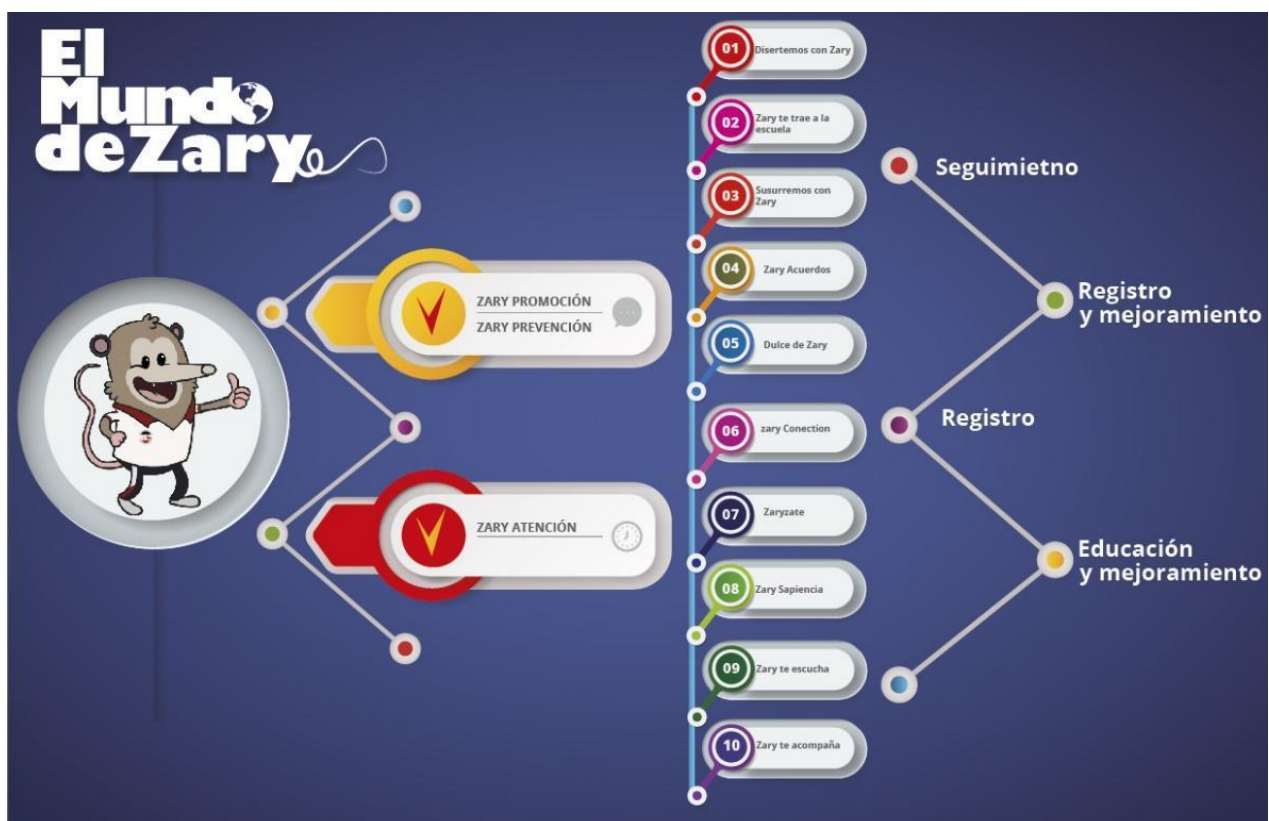 El
Mundo
de Zary
ZARY PROMOCIÓN
ZARY PREVENCIÓN
ZARY ATENCIÓN
01
Disertemos con Zary
02
Zary te trae a la
escuela
03
Susurremos con
Zary
04
Zary Acuerdos
05
Dulce de Zary
06
zary Conection
07
Zaryzate
08
Zary Sapiencia
09
Zary te escucha
10
Zary te acompaña
Seguimietno
Registro
y mejoramiento
Registro
Educación
y mejoramiento